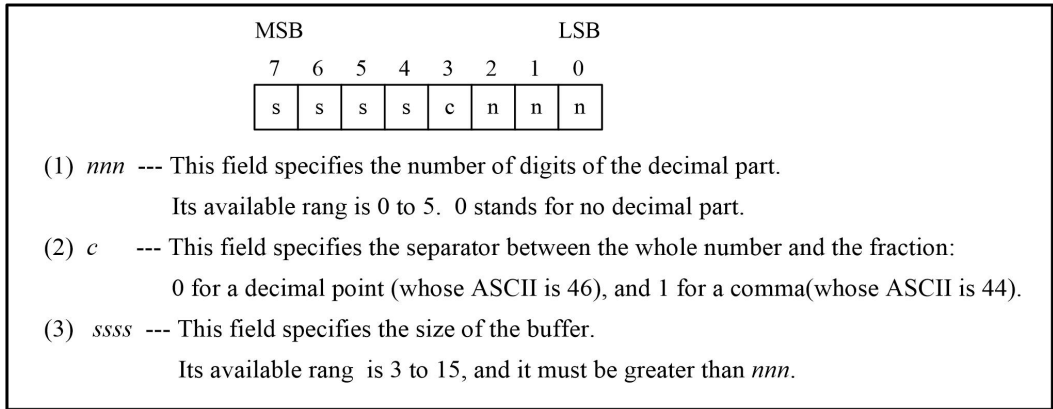 MSB LSB
7 6 5 4 3 2 1 0
s s s s c n n n
(1) nnn --- This field specifies the number of digits of the decimal part.
Its available rang is 0 to 5. 0 stands for no decimal part.
(2) c --- This field specifies the separator between the whole number and the fraction:
0 for a decimal point (whose ASCII is 46), and 1 for a comma(whose ASCII is 44).
(3) ssss --- This field specifies the size of the buffer.
Its available rang is 3 to 15, and it must be greater than nnn.